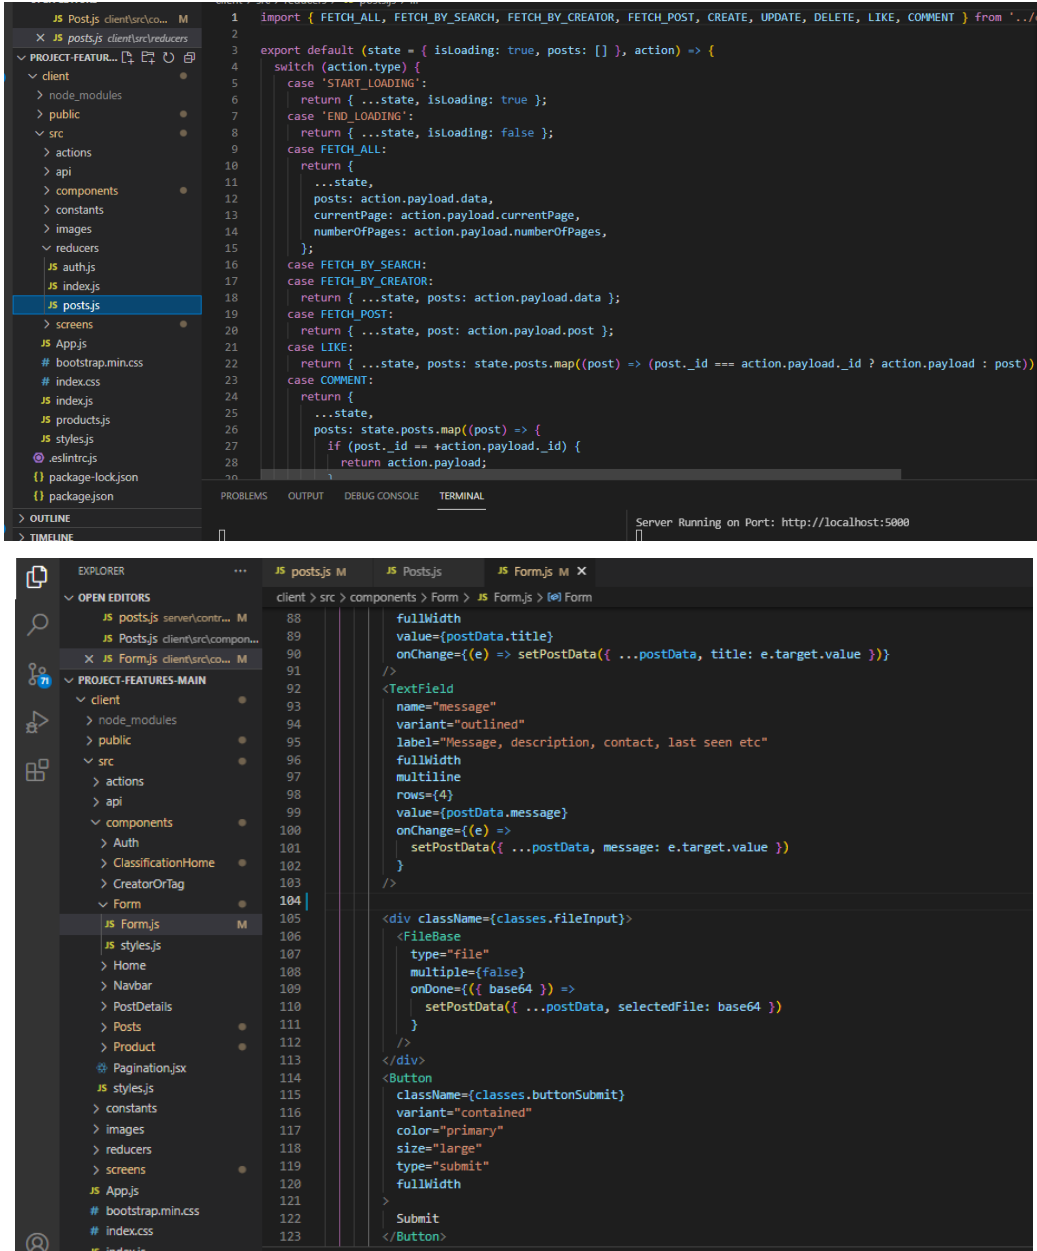 JS Posts.js client\src\co... M
× JS posts.js client\src\reducers
PROJECT-FEATUR...
client
node_modules
public
src
actions
api
components
constants
images
reducers
JS auth.js
JS index.js
JS posts.js
screens
JS App.js
# bootstrap.min.css
# index.css
JS index.js
JS products.js
JS styles.js
.eslintrc.js
{} package-lock.json
{} package.json
OUTLINE
TIMELINE
1 import { FETCH_ALL, FETCH_BY_SEARCH, FETCH_BY_CREATOR, FETCH_POST, CREATE, UPDATE, DELETE, LIKE, COMMENT } from '../
2
3 export default (state = { isLoading: true, posts: [] }, action) => {
4 switch (action.type) {
5 case 'START_LOADING':
6 return { ...state, isLoading: true };
7 case 'END_LOADING':
8 return { ...state, isLoading: false };
9 case FETCH_ALL:
10 return {
11 ...state,
12 posts: action.payload.data,
13 currentPage: action.payload.currentPage,
14 numberOfPages: action.payload.numberOfPages,
15 };
16 case FETCH_BY_SEARCH:
17 case FETCH_BY_CREATOR:
18 return { ...state, posts: action.payload.data };
19 case FETCH_POST:
20 return { ...state, post: action.payload.post };
21 case LIKE:
22 return { ...state, posts: state.posts.map((post) => (post._id === action.payload._id ? action.payload : post))
23 case COMMENT:
24 return {
25 ...state,
26 posts: state.posts.map((post) => {
27 if (post._id == +action.payload._id) {
28 return action.payload;
29 }
PROBLEMS OUTPUT DEBUG CONSOLE TERMINAL
Server Running on Port: http://localhost:5000
EXPLORER ...
OPEN EDITORS
JS posts.js server\contr... M
JS Posts.js client\src\compon...
× JS Form.js client\src\co... M
PROJECT-FEATURES-MAIN
71
client
node_modules
public
src
actions
api
components
Auth
ClassificationHome
CreatorOrTag
Form
JS Form.js M
JS styles.js
Home
Navbar
PostDetails
Posts
Product
Pagination.jsx
JS styles.js
constants
images
reducers
screens
JS App.js
# bootstrap.min.css
# index.css
JS index.js
JS posts.js M JS Posts.js JS Form.js M ×
client > src > components > Form > JS Form.js > Form
88 fullWidth
89 value={postData.title}
90 onChange={(e) => setPostData({ ...postData, title: e.target.value })}
91 />
92 <TextField
93 name="message"
94 variant="outlined"
95 label="Message, description, contact, last seen etc"
96 fullWidth
97 multiline
98 rows={4}
99 value={postData.message}
100 onChange={(e) =>
101 setPostData({ ...postData, message: e.target.value })
102 }
103 />
104
105 <div className={classes.fileInput}>
106 <FileBase
107 type="file"
108 multiple={false}
109 onDone={({ base64 }) =>
110 setPostData({ ...postData, selectedFile: base64 })
111 }
112 />
113 </div>
114 <Button
115 className={classes.buttonSubmit}
116 variant="contained"
117 color="primary"
118 size="large"
119 type="submit"
120 fullWidth
121 >
122 Submit
123 </Button>